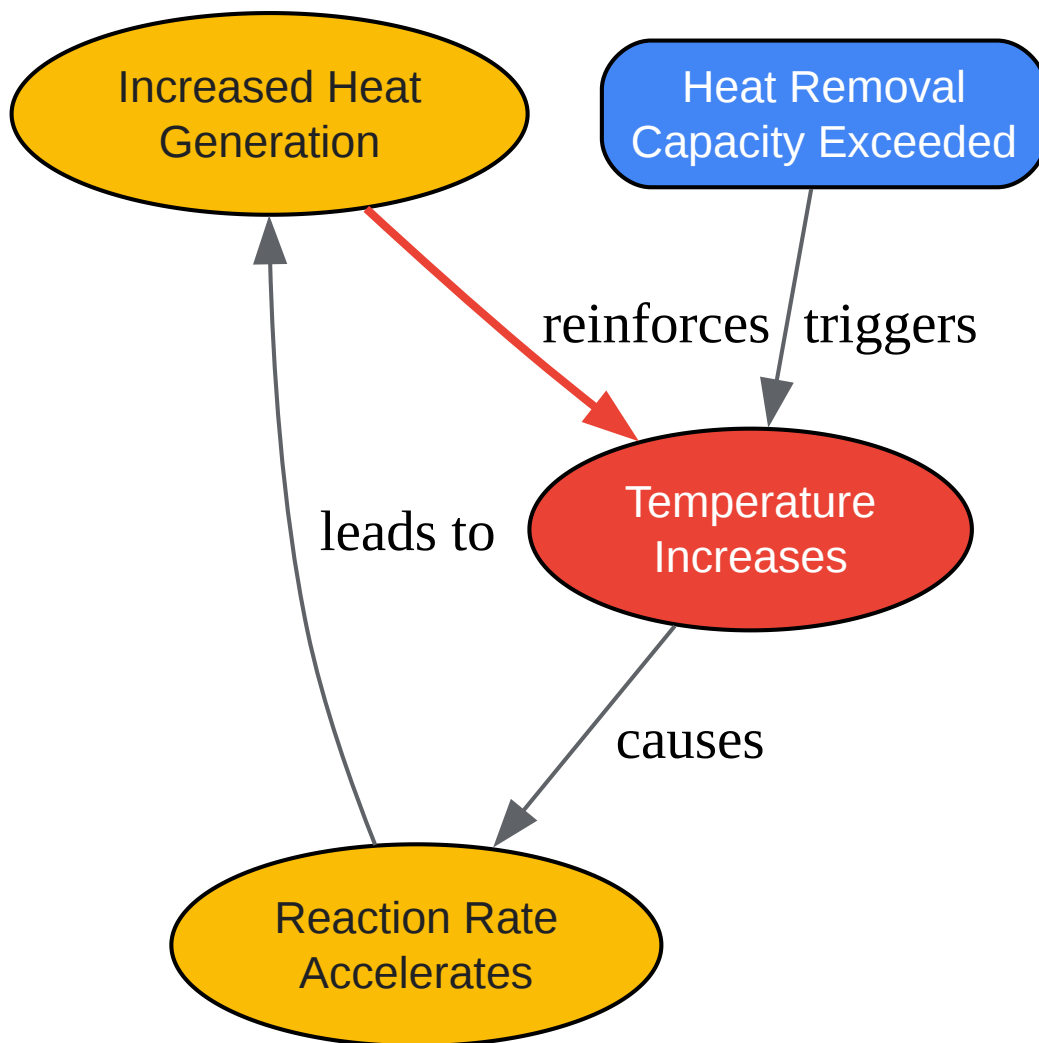 Increased Heat
Generation
Heat Removal
Capacity Exceeded
reinforces
triggers
Temperature
Increases
leads to
causes
Reaction Rate
Accelerates